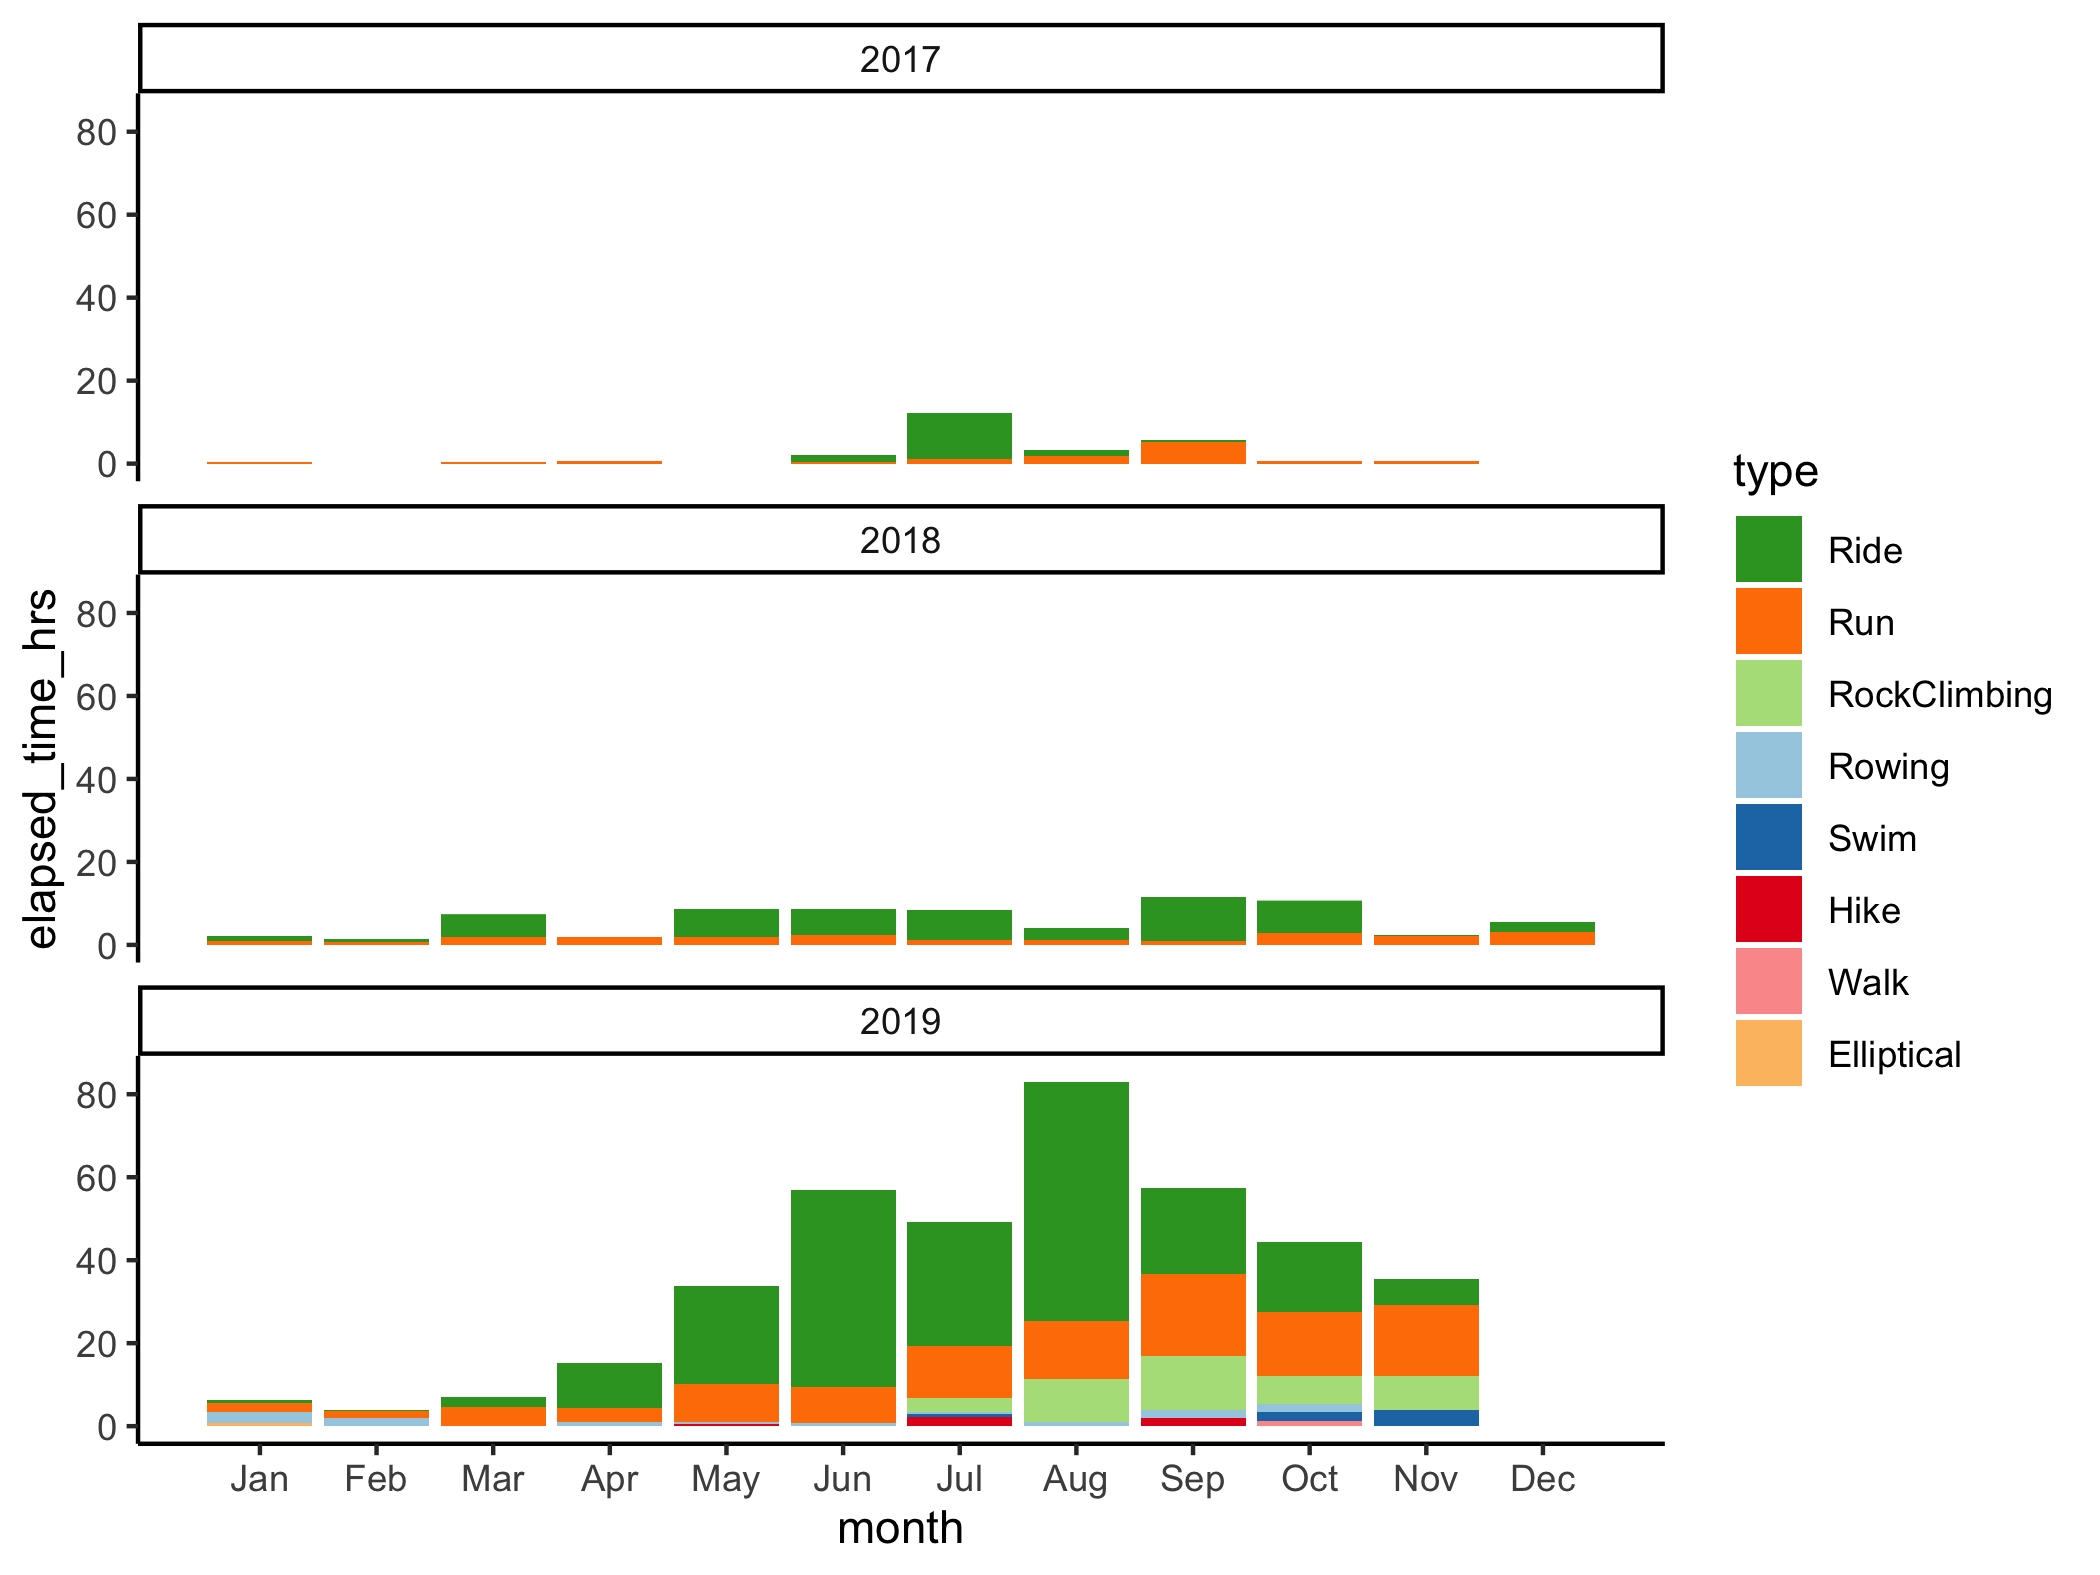 2017
80
60
40
20
0
2018
80
60
40
20
0
2019
80
60
40
20
0
Jan Feb Mar Apr May Jun Jul Aug Sep Oct Nov Dec
month
elapsed_time_hrs
type
Ride
Run
RockClimbing
Rowing
Swim
Hike
Walk
Elliptical